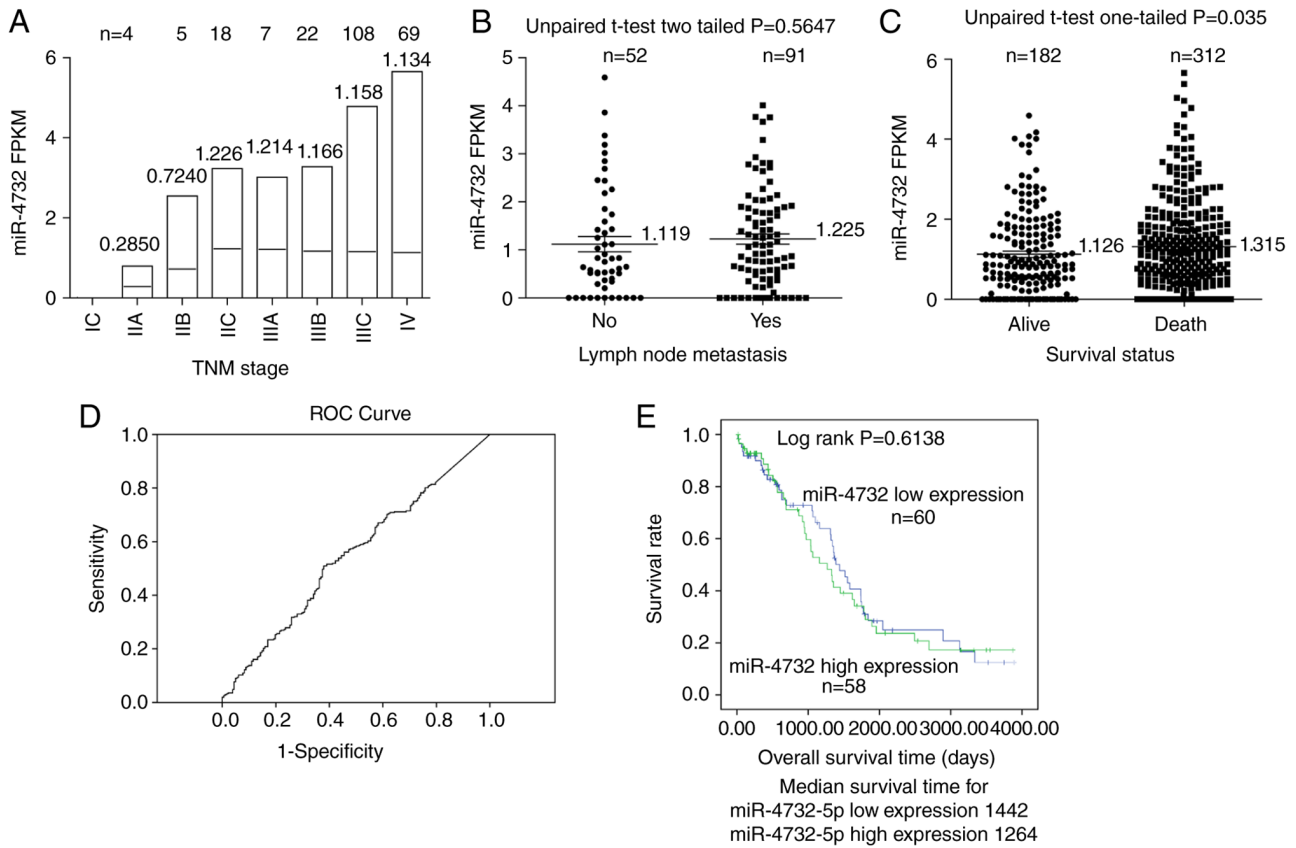 A
n=4 5 18 7 22 108 69
miR-4732 FPKM
6
4
2
0
0.2850
0.7240
1.226
1.214
1.166
1.158
1.134
IC IIA IIB IIC IIIA IIIB IIIC IV
TNM stage
B
Unpaired t-test two tailed P=0.5647
n=52 n=91
miR-4732 FPKM
5
4
3
2
1
0
1.119
1.225
No Yes
Lymph node metastasis
C
Unpaired t-test one-tailed P=0.035
n=182 n=312
miR-4732 FPKM
6
4
2
0
1.126
1.315
Alive Death
Survival status
D
ROC Curve
Sensitivity
1.0
0.8
0.6
0.4
0.2
0.0
0.0 0.2 0.4 0.6 0.8 1.0
1-Specificity
E
Log rank P=0.6138
miR-4732 low expression
n=60
miR-4732 high expression
n=58
Survival rate
1.0
0.8
0.6
0.4
0.2
0.0
0.00 1000.00 2000.00 3000.00 4000.00
Overall survival time (days)
Median survival time for
miR-4732-5p low expression 1442
miR-4732-5p high expression 1264